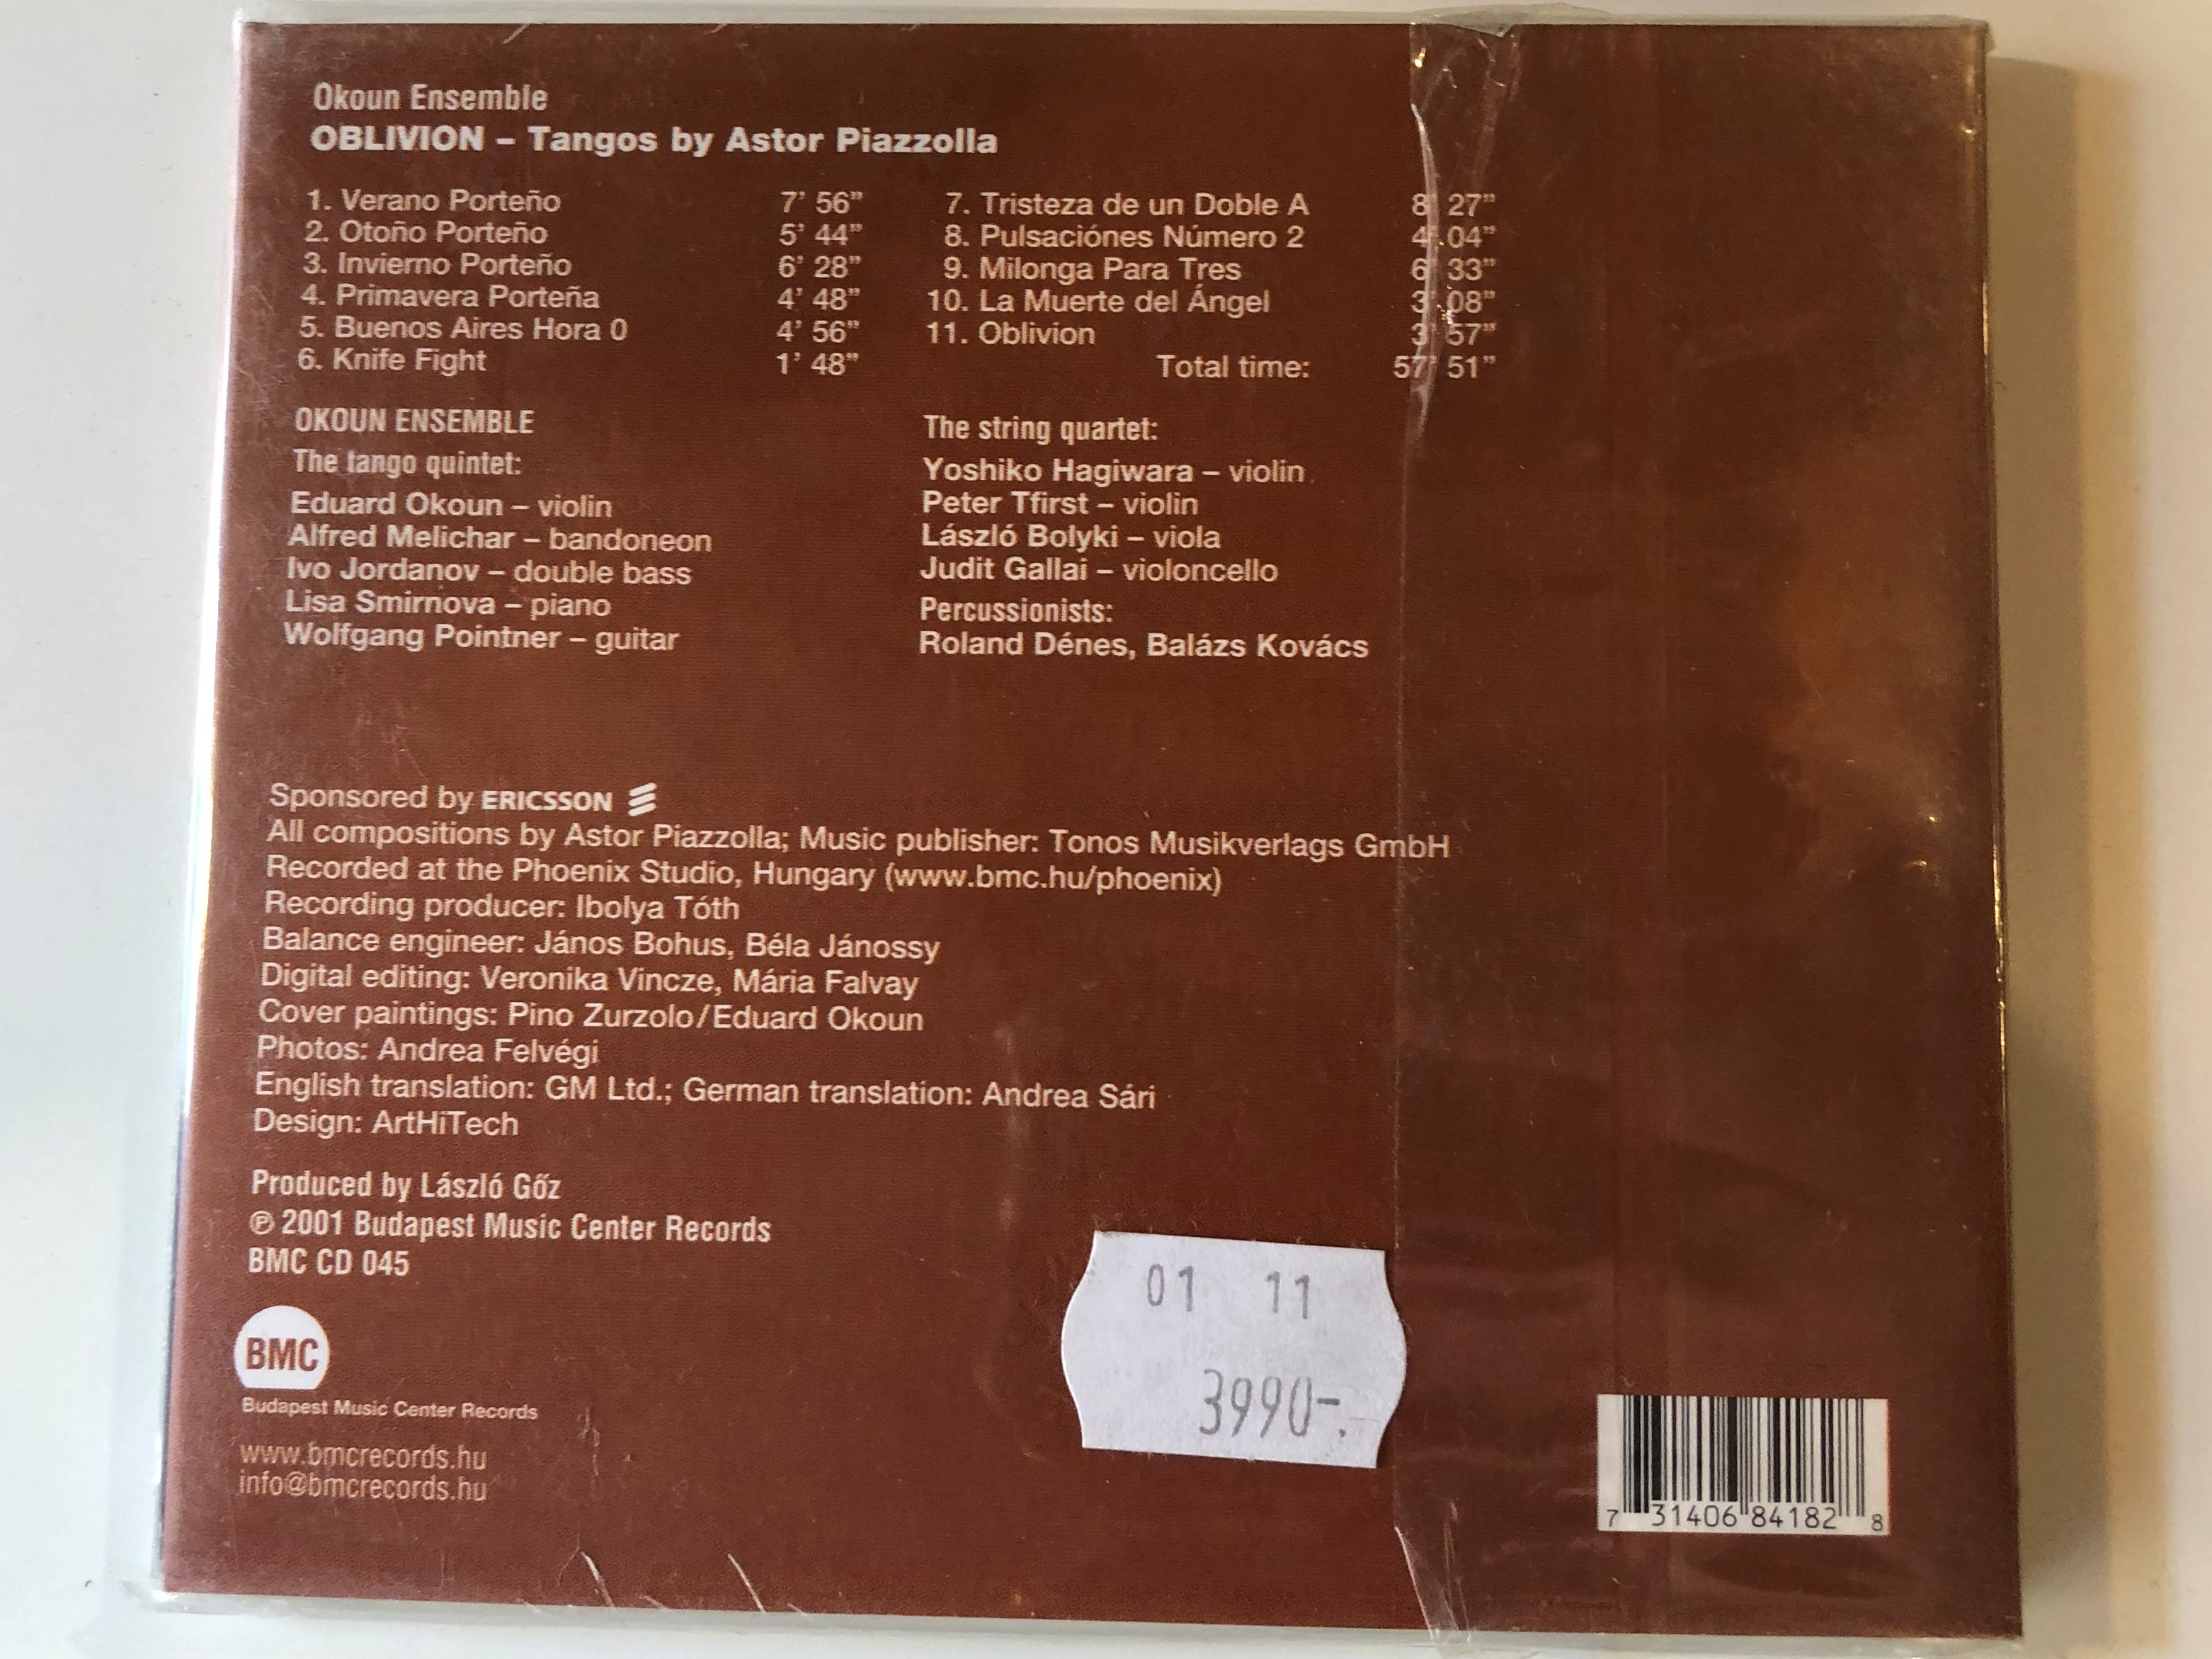 Okoun Ensemble
OBLIVION – Tangos by Astor Piazzolla
1. Verano Porteño 7' 56"
2. Otoño Porteño 5' 44"
3. Invierno Porteño 6' 28"
4. Primavera Porteña 4' 48"
5. Buenos Aires Hora 0 4' 56"
6. Knife Fight 1' 48"
7. Tristeza de un Doble A 8' 27"
8. Pulsaciónes Número 2 4' 04"
9. Milonga Para Tres 6' 33"
10. La Muerte del Ángel 3' 08"
11. Oblivion 3' 57"
Total time: 57' 51"
OKOUN ENSEMBLE
The tango quintet:
Eduard Okoun – violin
Alfred Melichar – bandoneon
Ivo Jordanov – double bass
Lisa Smirnova – piano
Wolfgang Pointner – guitar
The string quartet:
Yoshiko Hagiwara – violin
Peter Tfirst – violin
László Bolyki – viola
Judit Gallai – violoncello
Percussionists:
Roland Dénes, Balázs Kovács
Sponsored by ERICSSON
All compositions by Astor Piazzolla; Music publisher: Tonos Musikverlags GmbH
Recorded at the Phoenix Studio, Hungary (www.bmc.hu/phoenix)
Recording producer: Ibolya Tóth
Balance engineer: János Bohus, Béla Jánossy
Digital editing: Veronika Vincze, Mária Falvay
Cover paintings: Pino Zurzolo/Eduard Okoun
Photos: Andrea Felvégi
English translation: GM Ltd.; German translation: Andrea Sári
Design: ArtHiTech
Produced by László Gőz
℗ 2001 Budapest Music Center Records
BMC CD 045
BMC
Budapest Music Center Records
www.bmcrecords.hu
info@bmcrecords.hu
01 11
3990-.
7 31406 84182 8